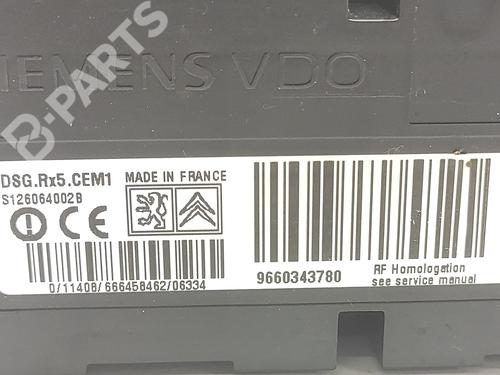 B-PARTS
SIEMENS VDO
DSG.Rx5.CEM1
MADE IN FRANCE
S126064002B
CE
0/11408/666458462/06334
9660343780
RF Homologation
see service manual